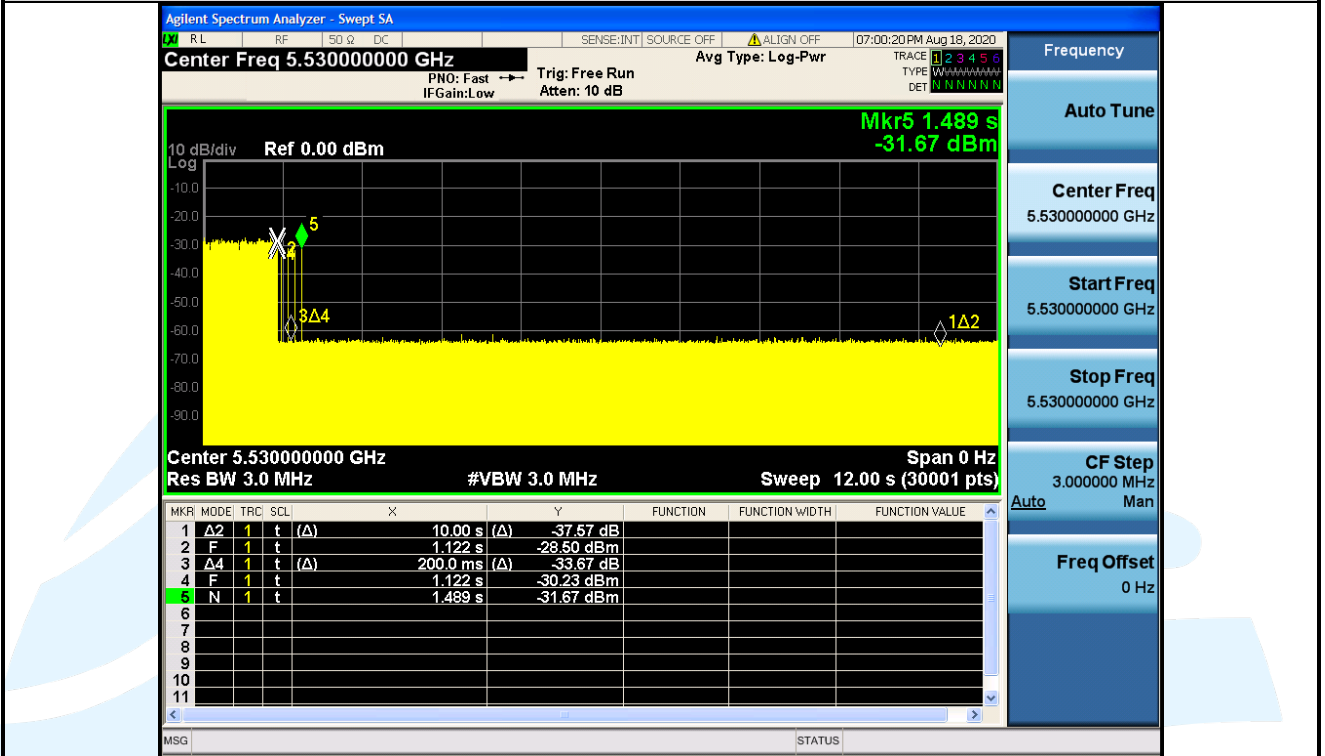 Agilent Spectrum Analyzer - Swept SA
LXI RL RF 50 Ω DC SENSE:INT SOURCE OFF ALIGN OFF 07:00:20 PM Aug 18, 2020
Center Freq 5.530000000 GHz
PNO: Fast
IFGain:Low
Trig: Free Run
Atten: 10 dB
Avg Type: Log-Pwr
TRACE 1 2 3 4 5 6
TYPE W
DET N N N N N N
Mkr5 1.489 s
-31.67 dBm
10 dB/div Ref 0.00 dBm
Log
-10.0
-20.0
-30.0
-40.0
-50.0
-60.0
-70.0
-80.0
-90.0
5
2
3Δ4
1Δ2
Center 5.530000000 GHz Span 0 Hz
Res BW 3.0 MHz #VBW 3.0 MHz Sweep 12.00 s (30001 pts)
MKR MODE TRC SCL X Y FUNCTION FUNCTION WIDTH FUNCTION VALUE
1 Δ2 1 t (Δ) 10.00 s (Δ) -37.57 dB
2 F 1 t 1.122 s -28.50 dBm
3 Δ4 1 t (Δ) 200.0 ms (Δ) -33.67 dB
4 F 1 t 1.122 s -30.23 dBm
5 N 1 t 1.489 s -31.67 dBm
6
7
8
9
10
11
MSG STATUS
Frequency
Auto Tune
Center Freq
5.530000000 GHz
Start Freq
5.530000000 GHz
Stop Freq
5.530000000 GHz
CF Step
3.000000 MHz
Auto Man
Freq Offset
0 Hz